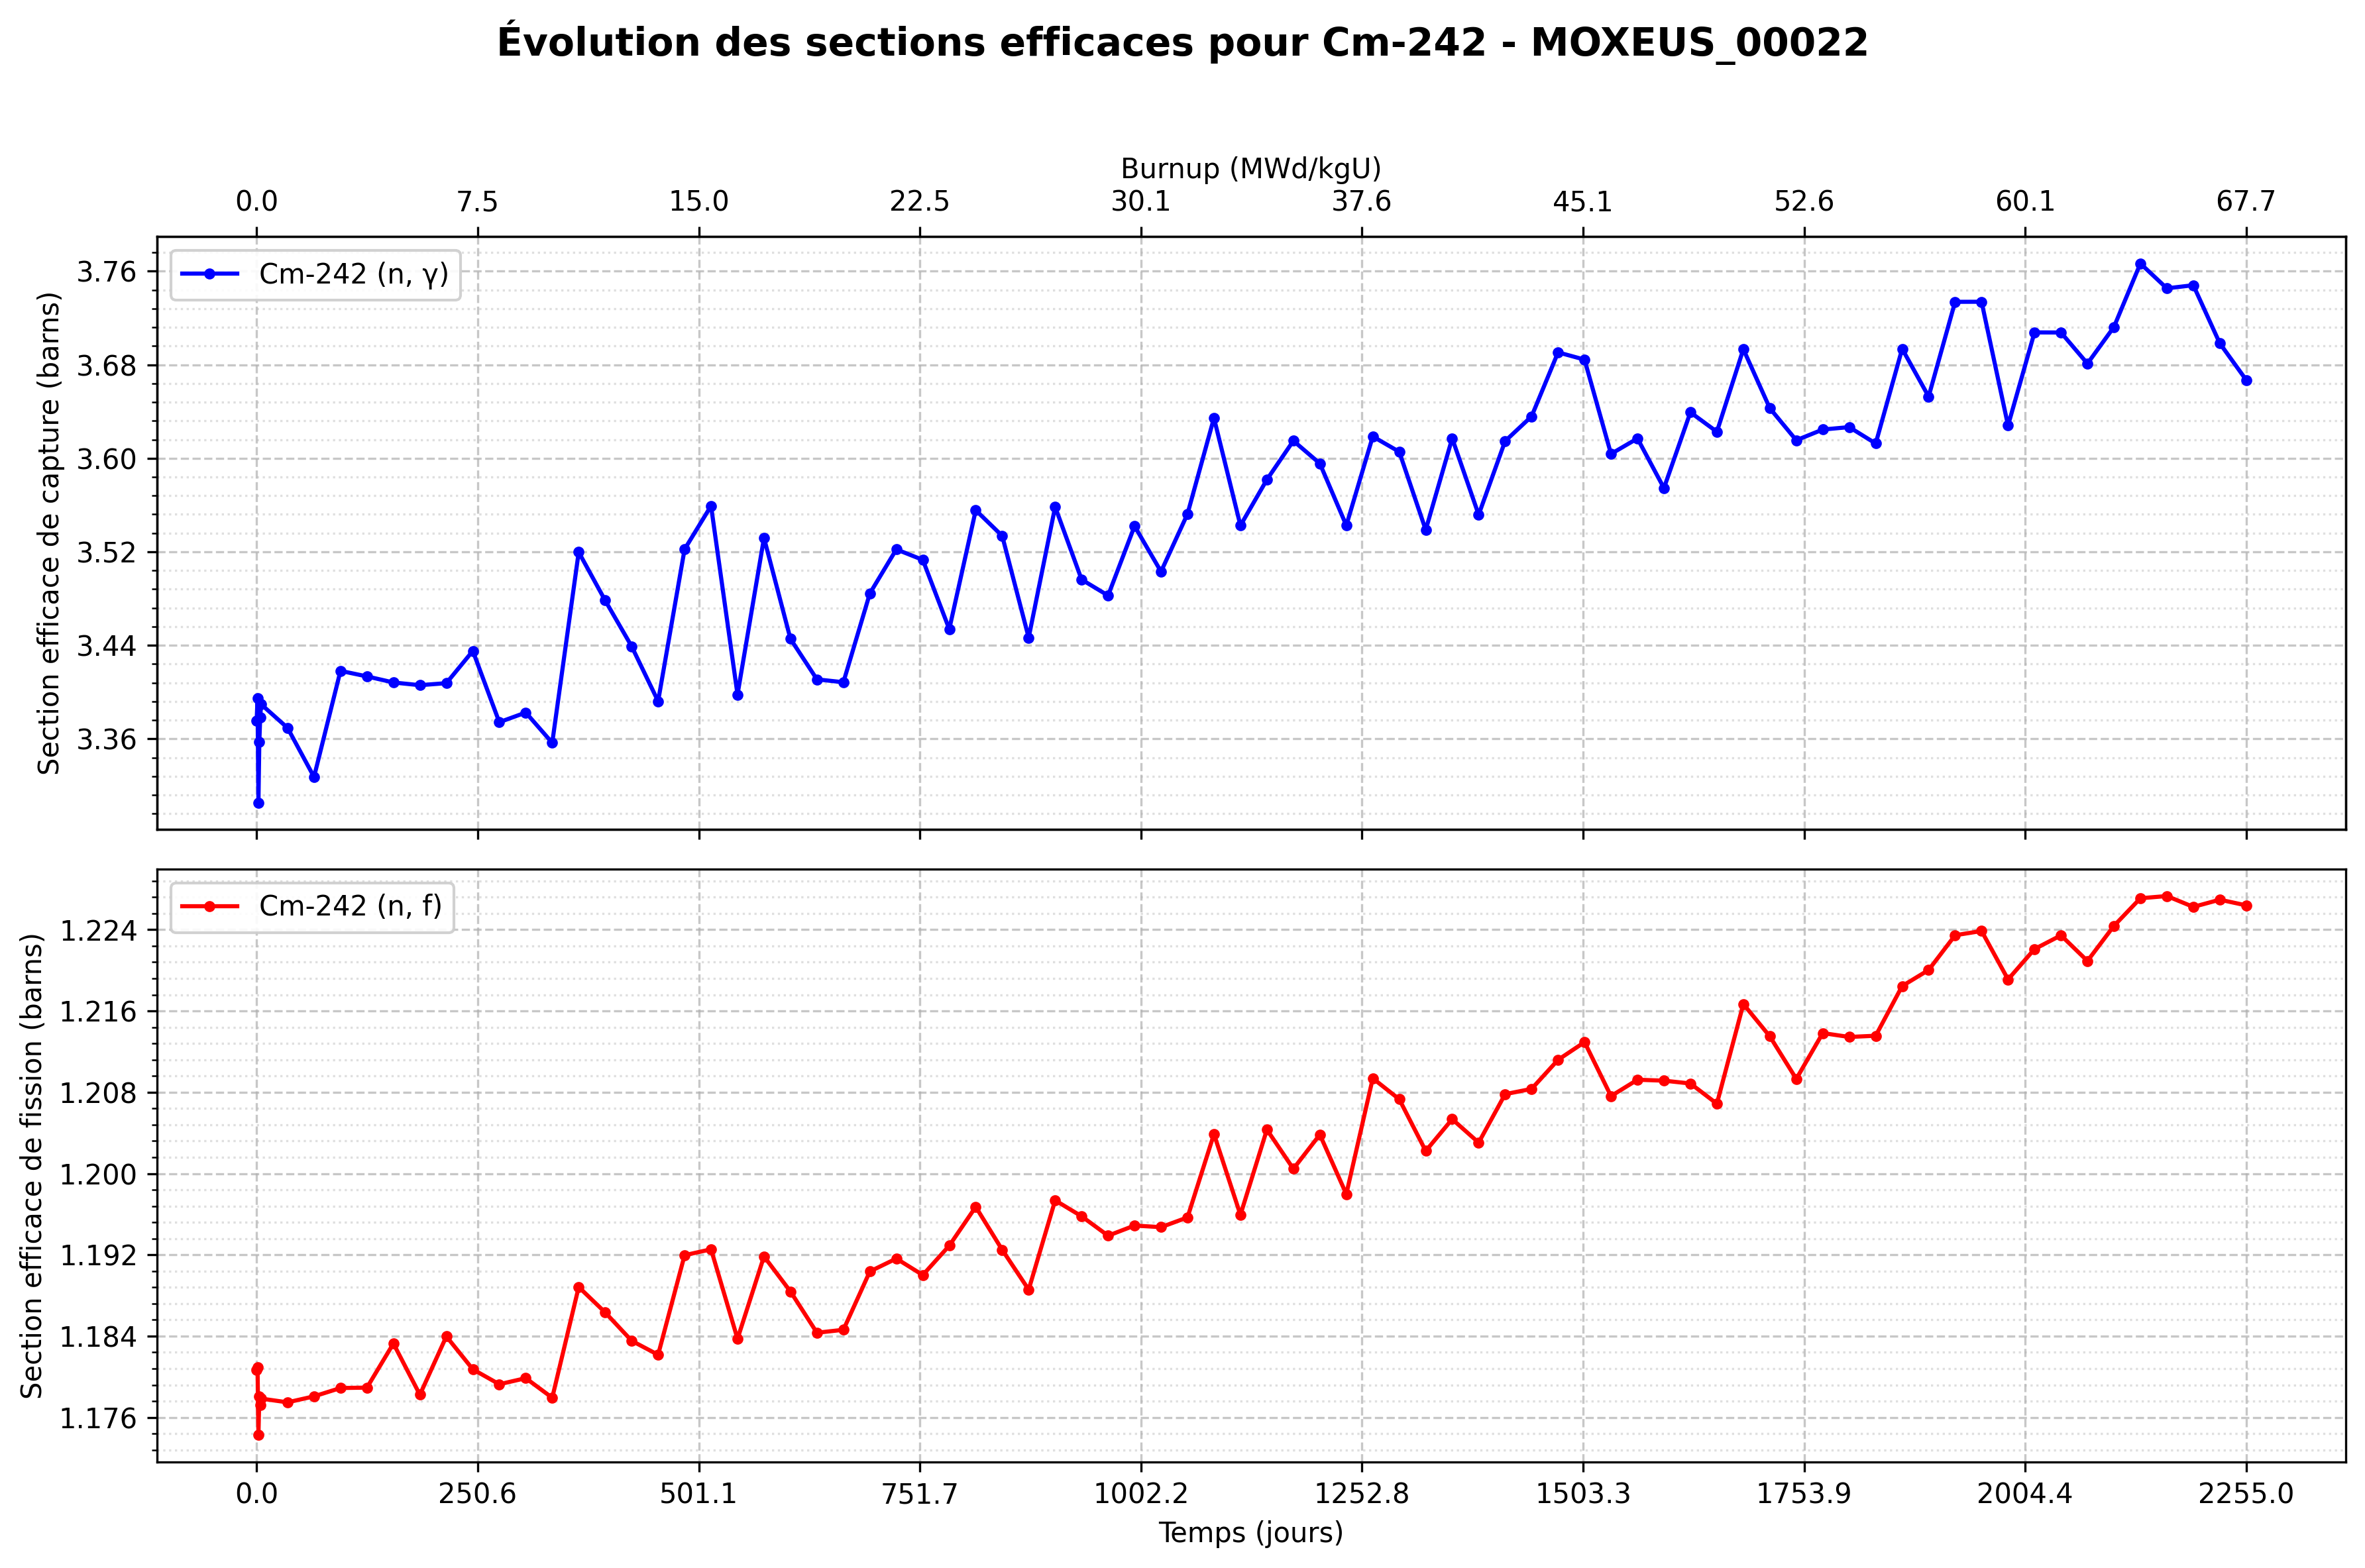 Évolution des sections efficaces pour Cm-242 - MOXEUS_00022
Burnup (MWd/kgU)
0.0 7.5 15.0 22.5 30.1 37.6 45.1 52.6 60.1 67.7
Cm-242 (n, γ)
Section efficace de capture (barns)
3.76
3.68
3.60
3.52
3.44
3.36
Cm-242 (n, f)
Section efficace de fission (barns)
1.224
1.216
1.208
1.200
1.192
1.184
1.176
0.0 250.6 501.1 751.7 1002.2 1252.8 1503.3 1753.9 2004.4 2255.0
Temps (jours)